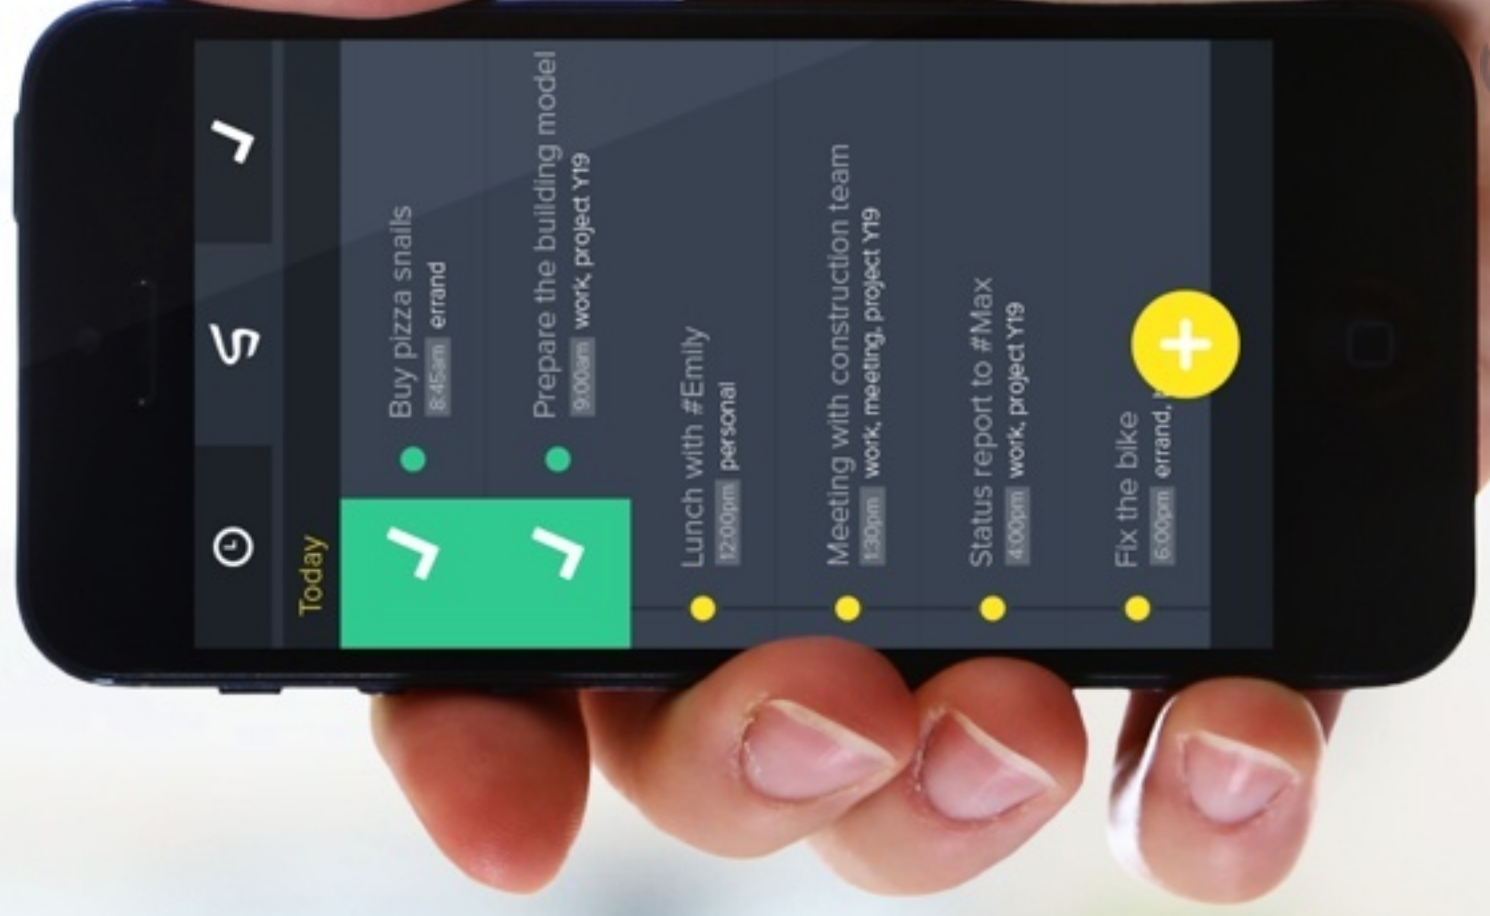 Today
Buy pizza snails
8:45am errand
Prepare the building model
9:00am work, project Y19
Lunch with #Emily
12:00pm personal
Meeting with construction team
1:30pm work, meeting, project Y19
Status report to #Max
4:00pm work, project Y19
Fix the bike
6:00pm errand,